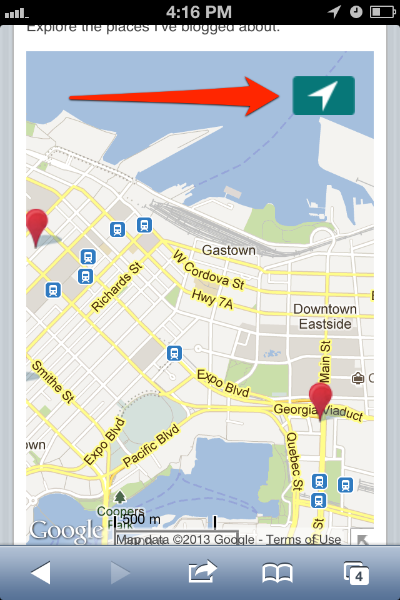 4:16 PM
Explore the places I've blogged about.
Gastown
W Cordova St
Hwy 7A
Richards St
Downtown
Eastside
Main St
Smithe St
Expo Blvd
Georgia Viaduct
Expo Blvd
Pacific Blvd
Quebec St
own
Coopers
Park
500 m
St
Google
Map data ©2013 Google - Terms of Use
4